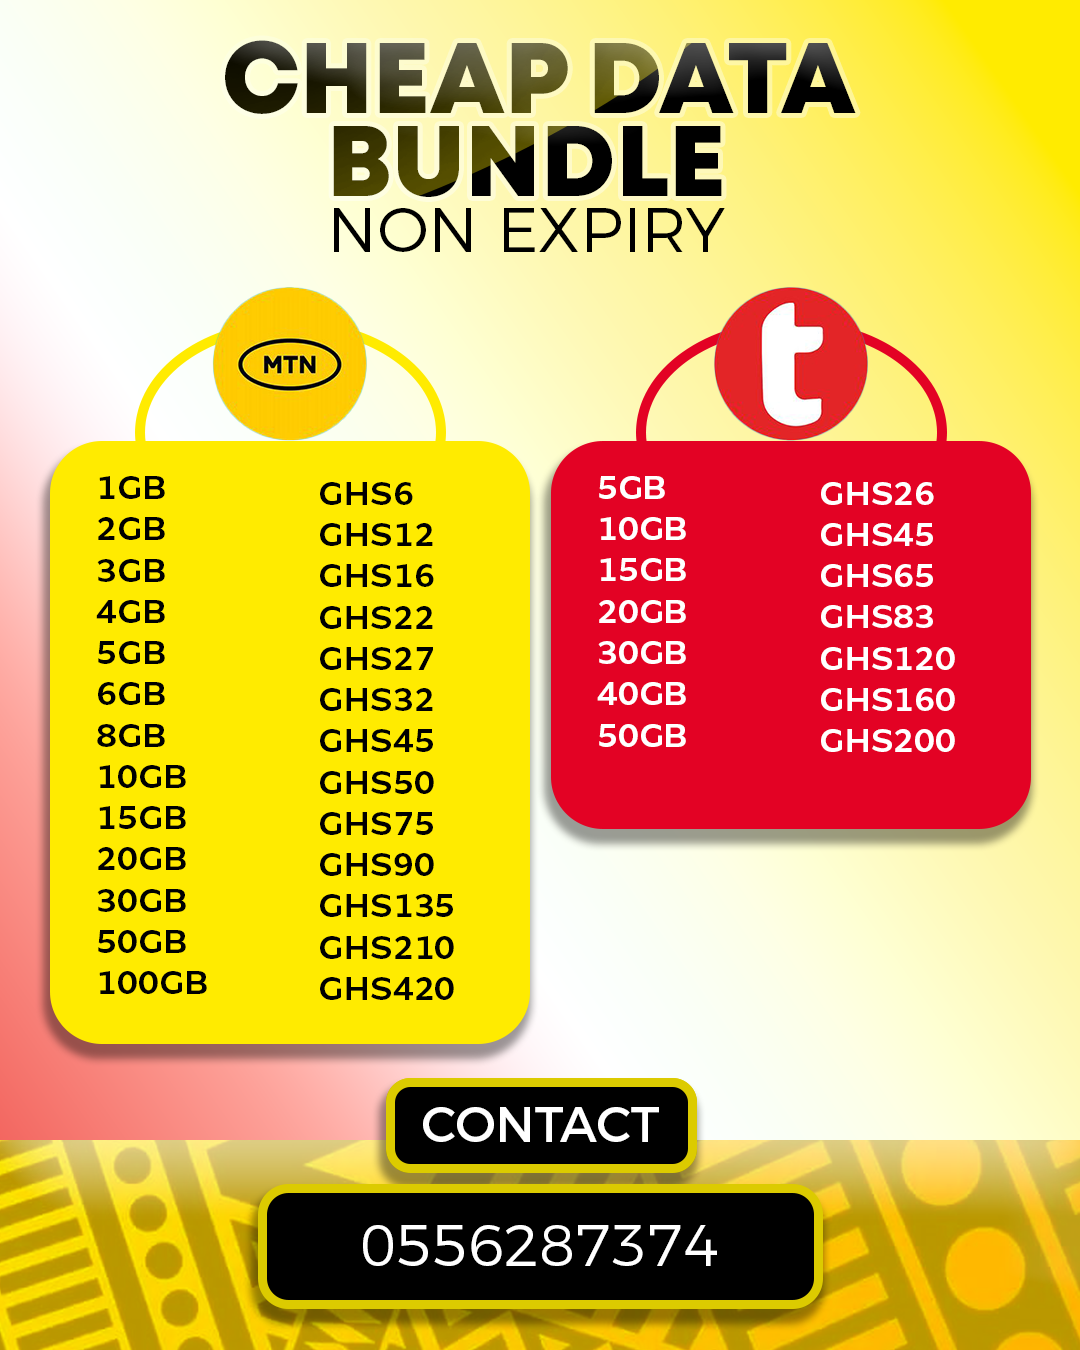 CHEAP DATA
BUNDLE
NON EXPIRY
MTN
t
1GB GHS6
2GB GHS12
3GB GHS16
4GB GHS22
5GB GHS27
6GB GHS32
8GB GHS45
10GB GHS50
15GB GHS75
20GB GHS90
30GB GHS135
50GB GHS210
100GB GHS420
5GB GHS26
10GB GHS45
15GB GHS65
20GB GHS83
30GB GHS120
40GB GHS160
50GB GHS200
CONTACT
0556287374